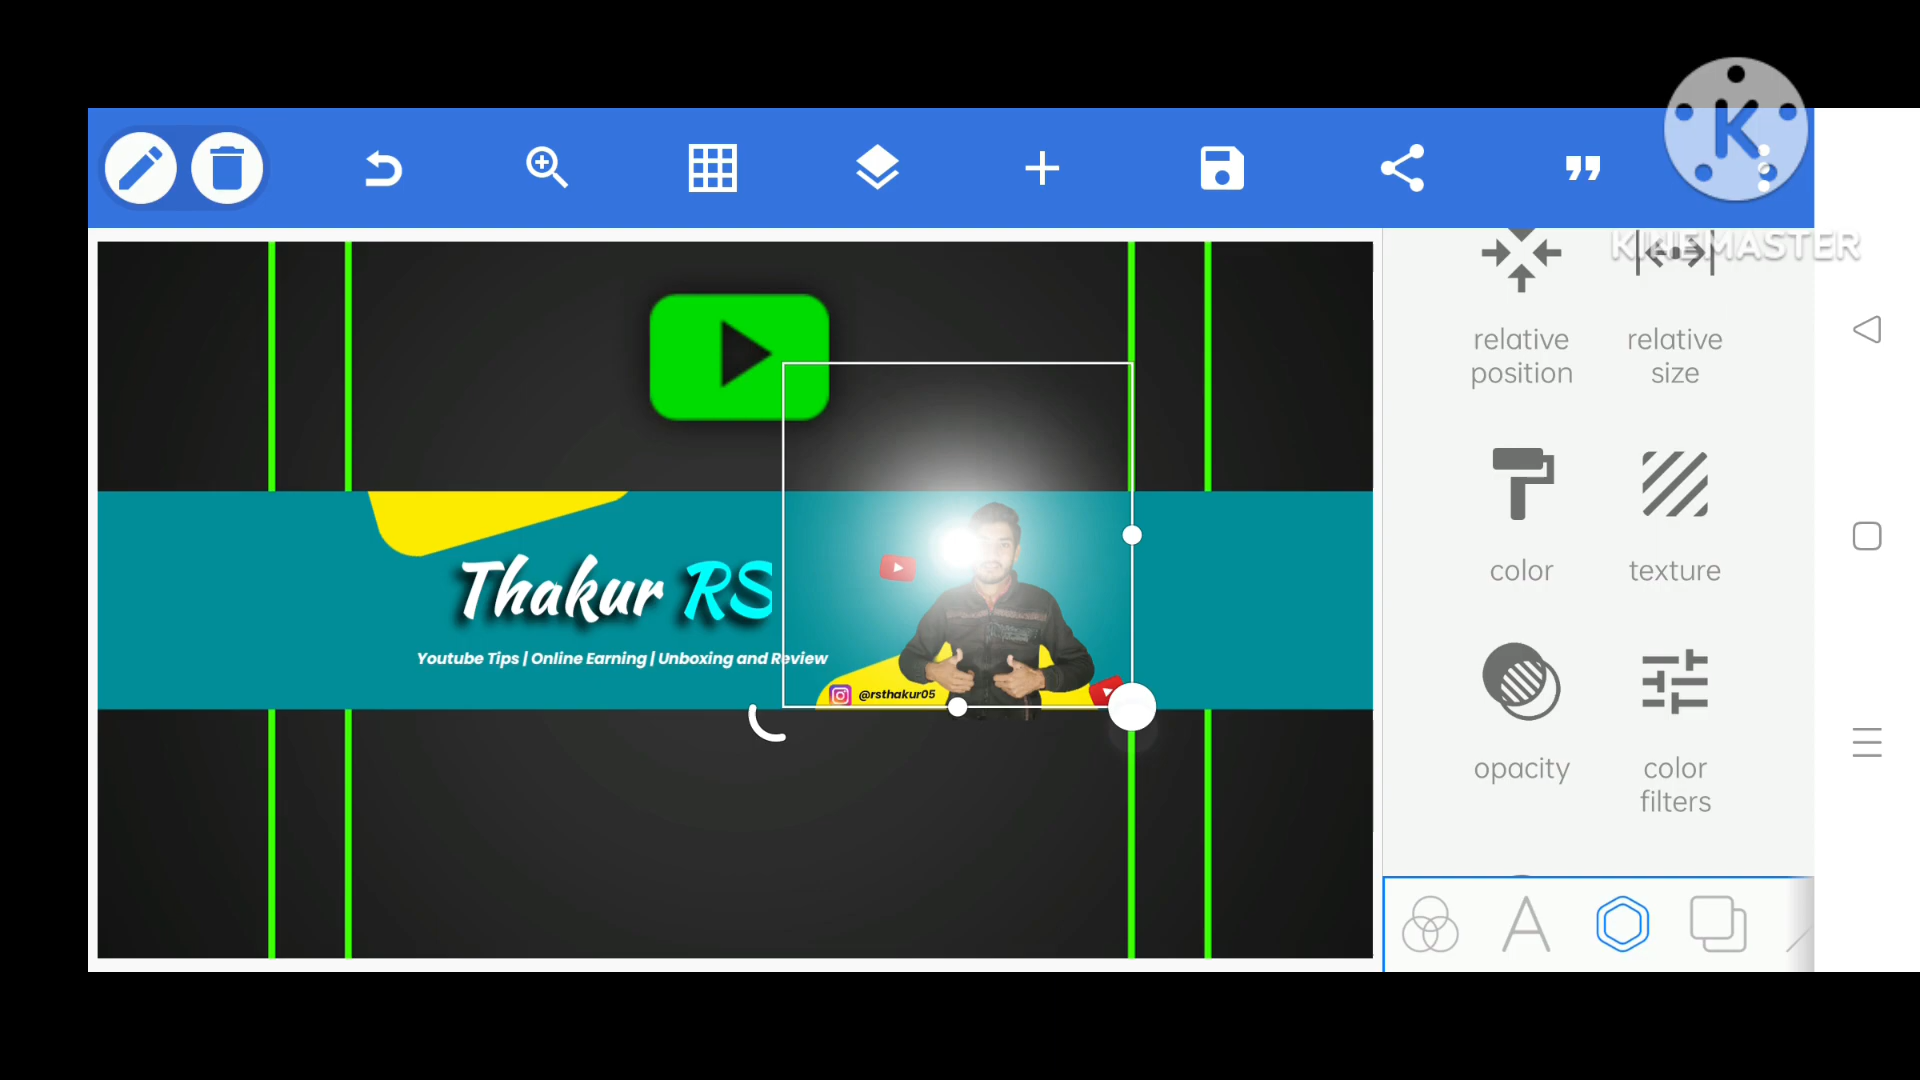 KINEMASTER
relative
position
relative
size
color
texture
opacity
color
filters
Thakur RS
Youtube Tips | Online Earning | Unboxing and Review
@rsthakur05